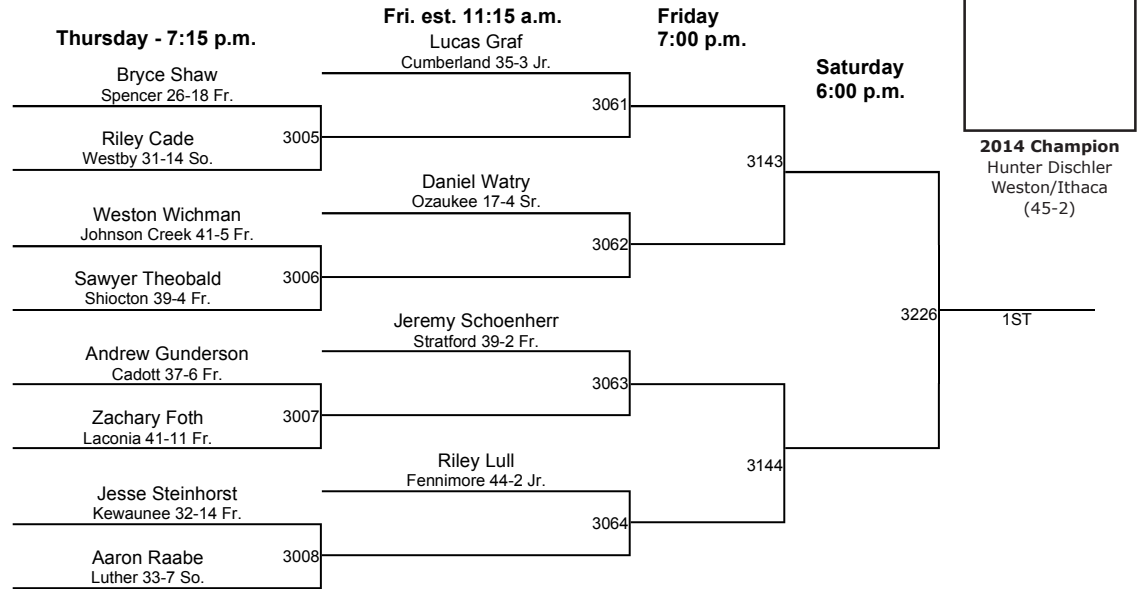 Thursday - 7:15 p.m.
Fri. est. 11:15 a.m.
Friday
7:00 p.m.
Saturday
6:00 p.m.
Bryce Shaw
Spencer 26-18 Fr.
Riley Cade
Westby 31-14 So.
3005
Weston Wichman
Johnson Creek 41-5 Fr.
Sawyer Theobald
Shiocton 39-4 Fr.
3006
Andrew Gunderson
Cadott 37-6 Fr.
Zachary Foth
Laconia 41-11 Fr.
3007
Jesse Steinhorst
Kewaunee 32-14 Fr.
Aaron Raabe
Luther 33-7 So.
3008
Lucas Graf
Cumberland 35-3 Jr.
3061
Daniel Watry
Ozaukee 17-4 Sr.
3062
Jeremy Schoenherr
Stratford 39-2 Fr.
3063
Riley Lull
Fennimore 44-2 Jr.
3064
3143
3144
3226
1ST
2014 Champion
Hunter Dischler
Weston/Ithaca
(45-2)